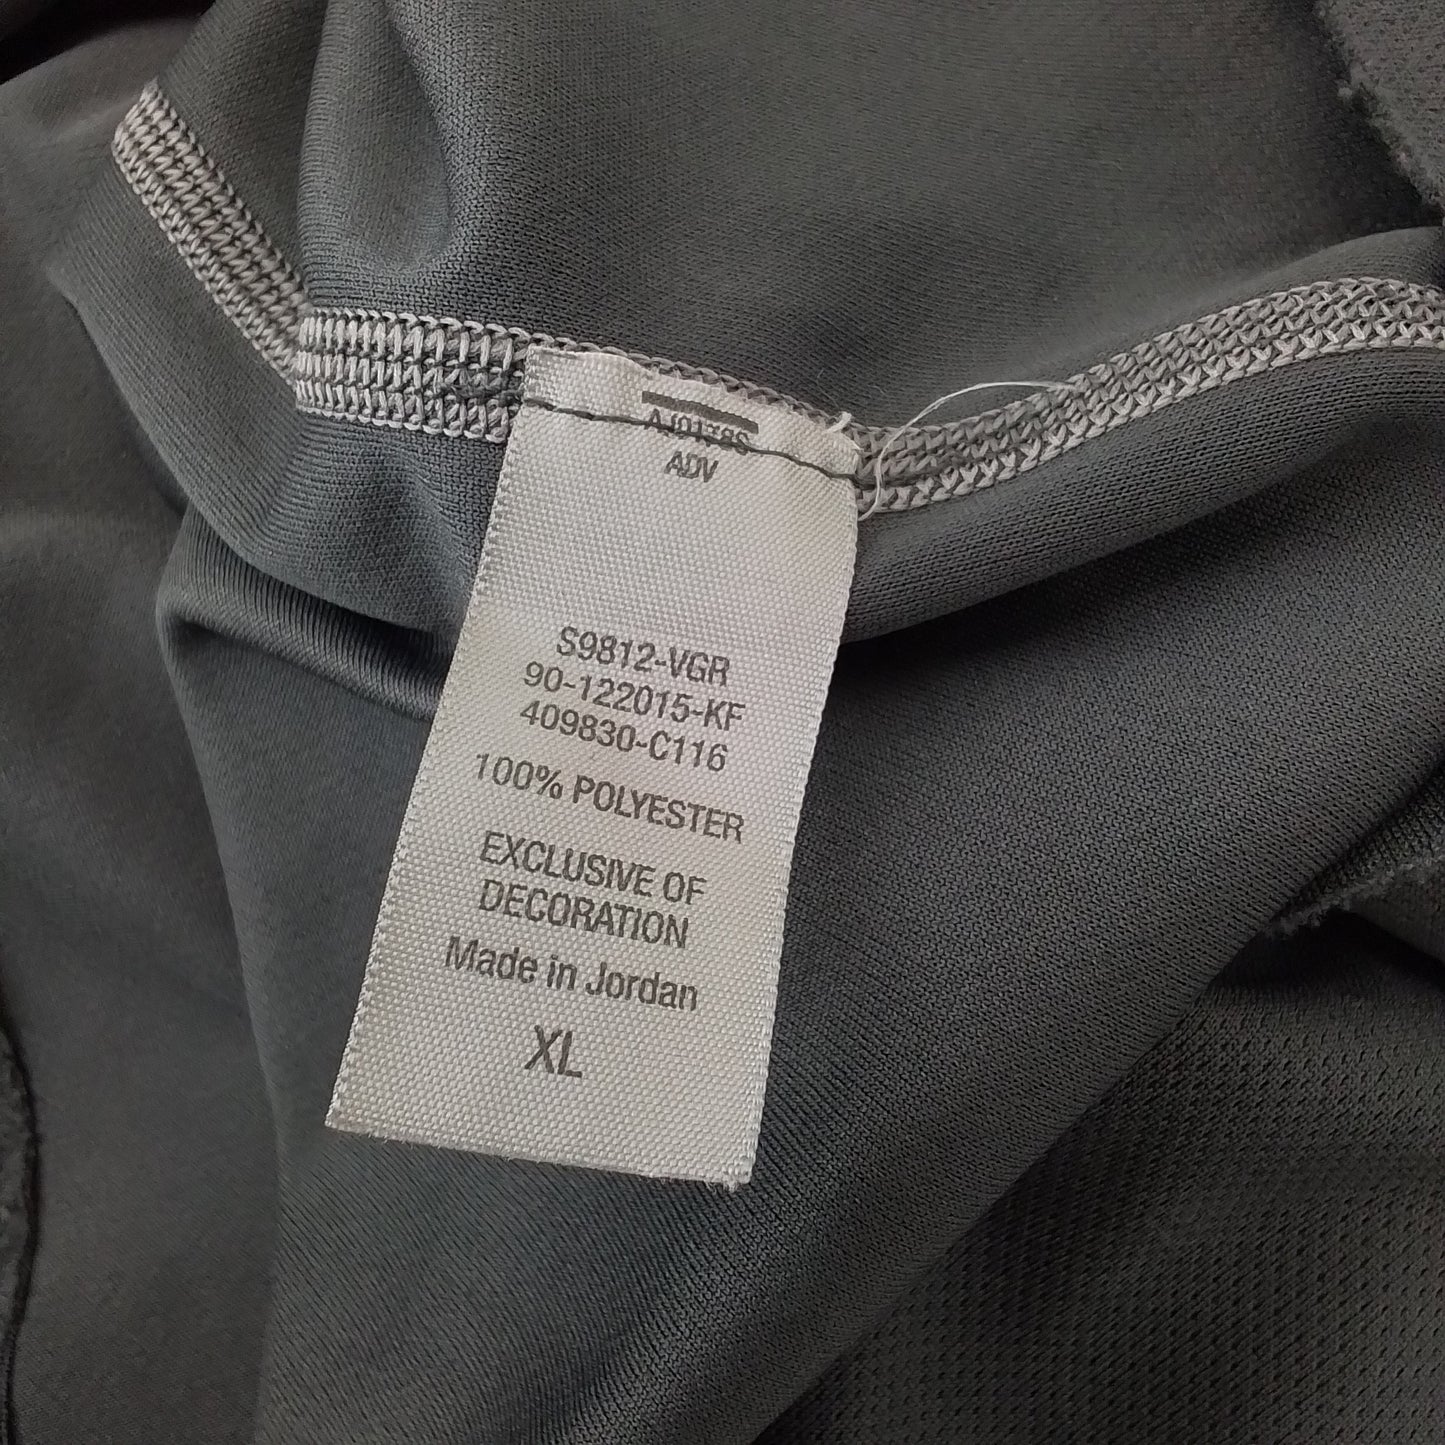 ADV
S9812-VGR
90-122015-KF
409830-C116
100% POLYESTER
EXCLUSIVE OF
DECORATION
Made in Jordan
XL